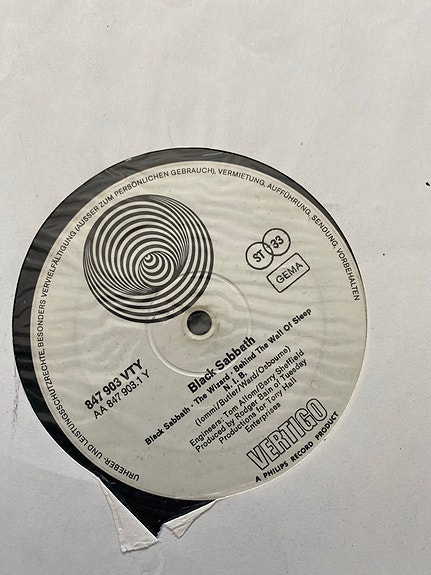 URHEBER- UND LEISTUNGSSCHUTZRECHTE, BESONDERS VERVIELFÄLTIGUNG (AUSSER ZUM PERSÖNLICHEN GEBRAUCH), VERMIETUNG, AUFFÜHRUNG, SENDUNG, VORBEHALTEN
ST 33
GEMA
847 903 VTY
AA 847 903.1 Y
Black Sabbath
Black Sabbath · The Wizard · Behind The Wall Of Sleep
N. I. B.
(Iommi/Butler/Ward/Osbourne)
Engineers: Tom Allom/Barry Sheffield
Produced by Rodger Bain of Tuesday
Productions for Tony Hall
Enterprises
VERTIGO
A PHILIPS RECORD PRODUCT